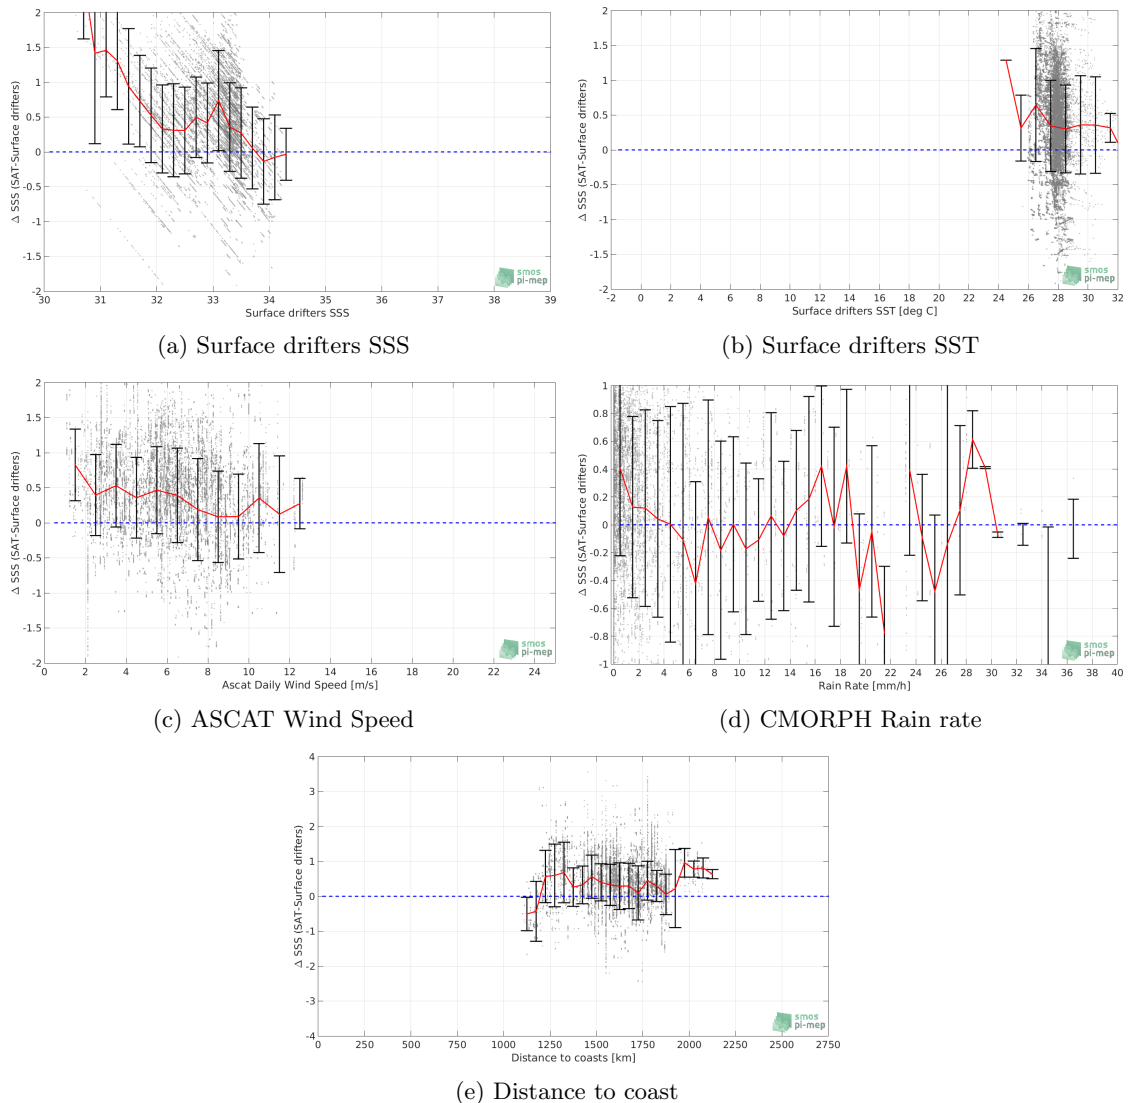 2
1.5
1
0.5
0
-0.5
-1
-1.5
-2
Δ SSS (SAT-Surface drifters)
30 31 32 33 34 35 36 37 38 39
Surface drifters SSS
smos
pi-mep
(a) Surface drifters SSS
2
1.5
1
0.5
0
-0.5
-1
-1.5
-2
Δ SSS (SAT-Surface drifters)
-2 0 2 4 6 8 10 12 14 16 18 20 22 24 26 28 30 32
Surface drifters SST [deg C]
smos
pi-mep
(b) Surface drifters SST
2
1.5
1
0.5
0
-0.5
-1
-1.5
-2
Δ SSS (SAT-Surface drifters)
0 2 4 6 8 10 12 14 16 18 20 22 24
Ascat Daily Wind Speed [m/s]
smos
pi-mep
(c) ASCAT Wind Speed
1
0.8
0.6
0.4
0.2
0
-0.2
-0.4
-0.6
-0.8
-1
Δ SSS (SAT-Surface drifters)
0 2 4 6 8 10 12 14 16 18 20 22 24 26 28 30 32 34 36 38 40
Rain Rate [mm/h]
smos
pi-mep
(d) CMORPH Rain rate
4
3
2
1
0
-1
-2
-3
-4
Δ SSS (SAT-Surface drifters)
0 250 500 750 1000 1250 1500 1750 2000 2250 2500 2750
Distance to coasts [km]
smos
pi-mep
(e) Distance to coast